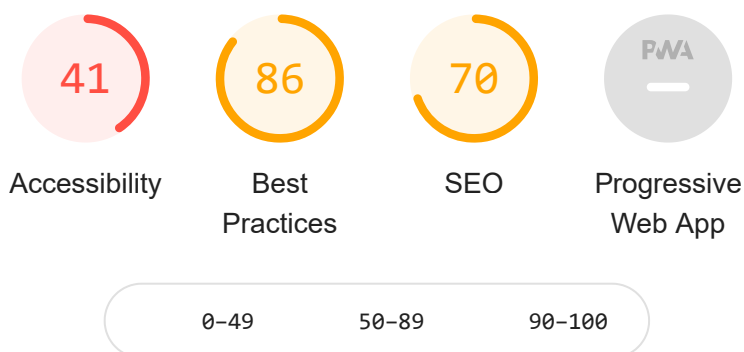 41
86
70
PWA
Accessibility
Best
Practices
SEO
Progressive
Web App
0–49
50–89
90–100